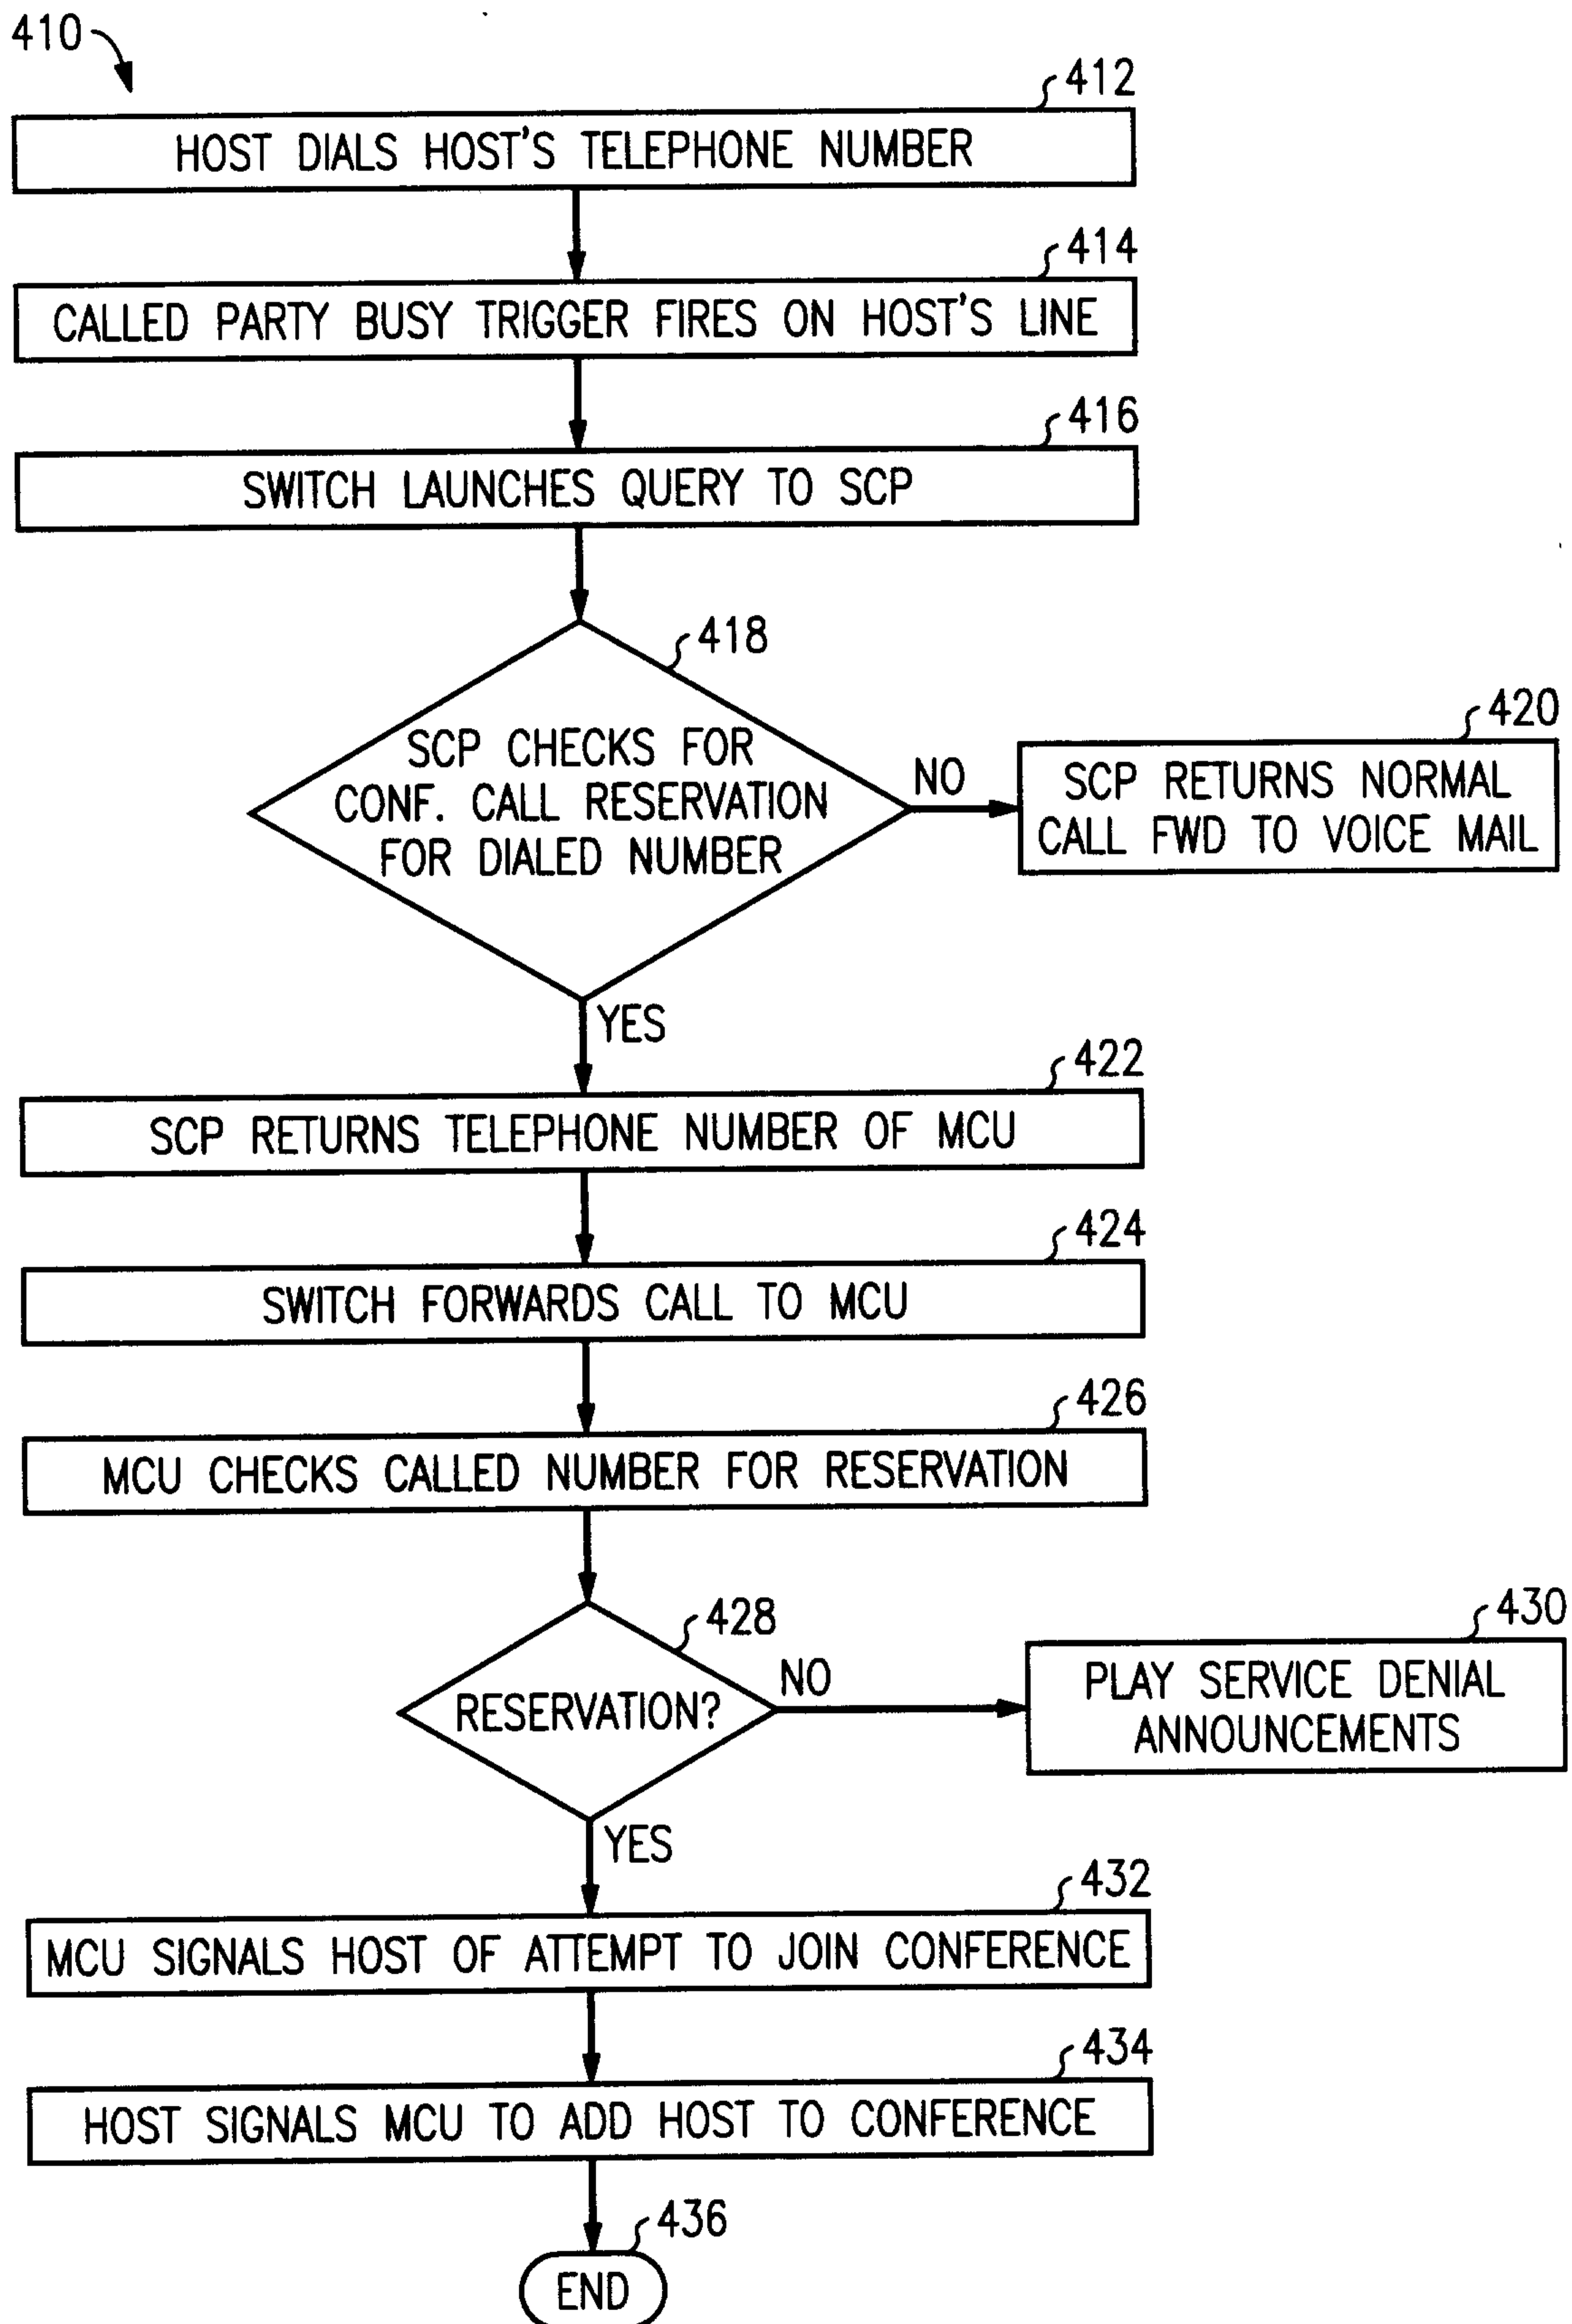 410
412
HOST DIALS HOST'S TELEPHONE NUMBER
414
CALLED PARTY BUSY TRIGGER FIRES ON HOST'S LINE
416
SWITCH LAUNCHES QUERY TO SCP
418
SCP CHECKS FOR
CONF. CALL RESERVATION
FOR DIALED NUMBER
NO
420
SCP RETURNS NORMAL
CALL FWD TO VOICE MAIL
YES
422
SCP RETURNS TELEPHONE NUMBER OF MCU
424
SWITCH FORWARDS CALL TO MCU
426
MCU CHECKS CALLED NUMBER FOR RESERVATION
428
RESERVATION?
NO
430
PLAY SERVICE DENIAL
ANNOUNCEMENTS
YES
432
MCU SIGNALS HOST OF ATTEMPT TO JOIN CONFERENCE
434
HOST SIGNALS MCU TO ADD HOST TO CONFERENCE
436
END